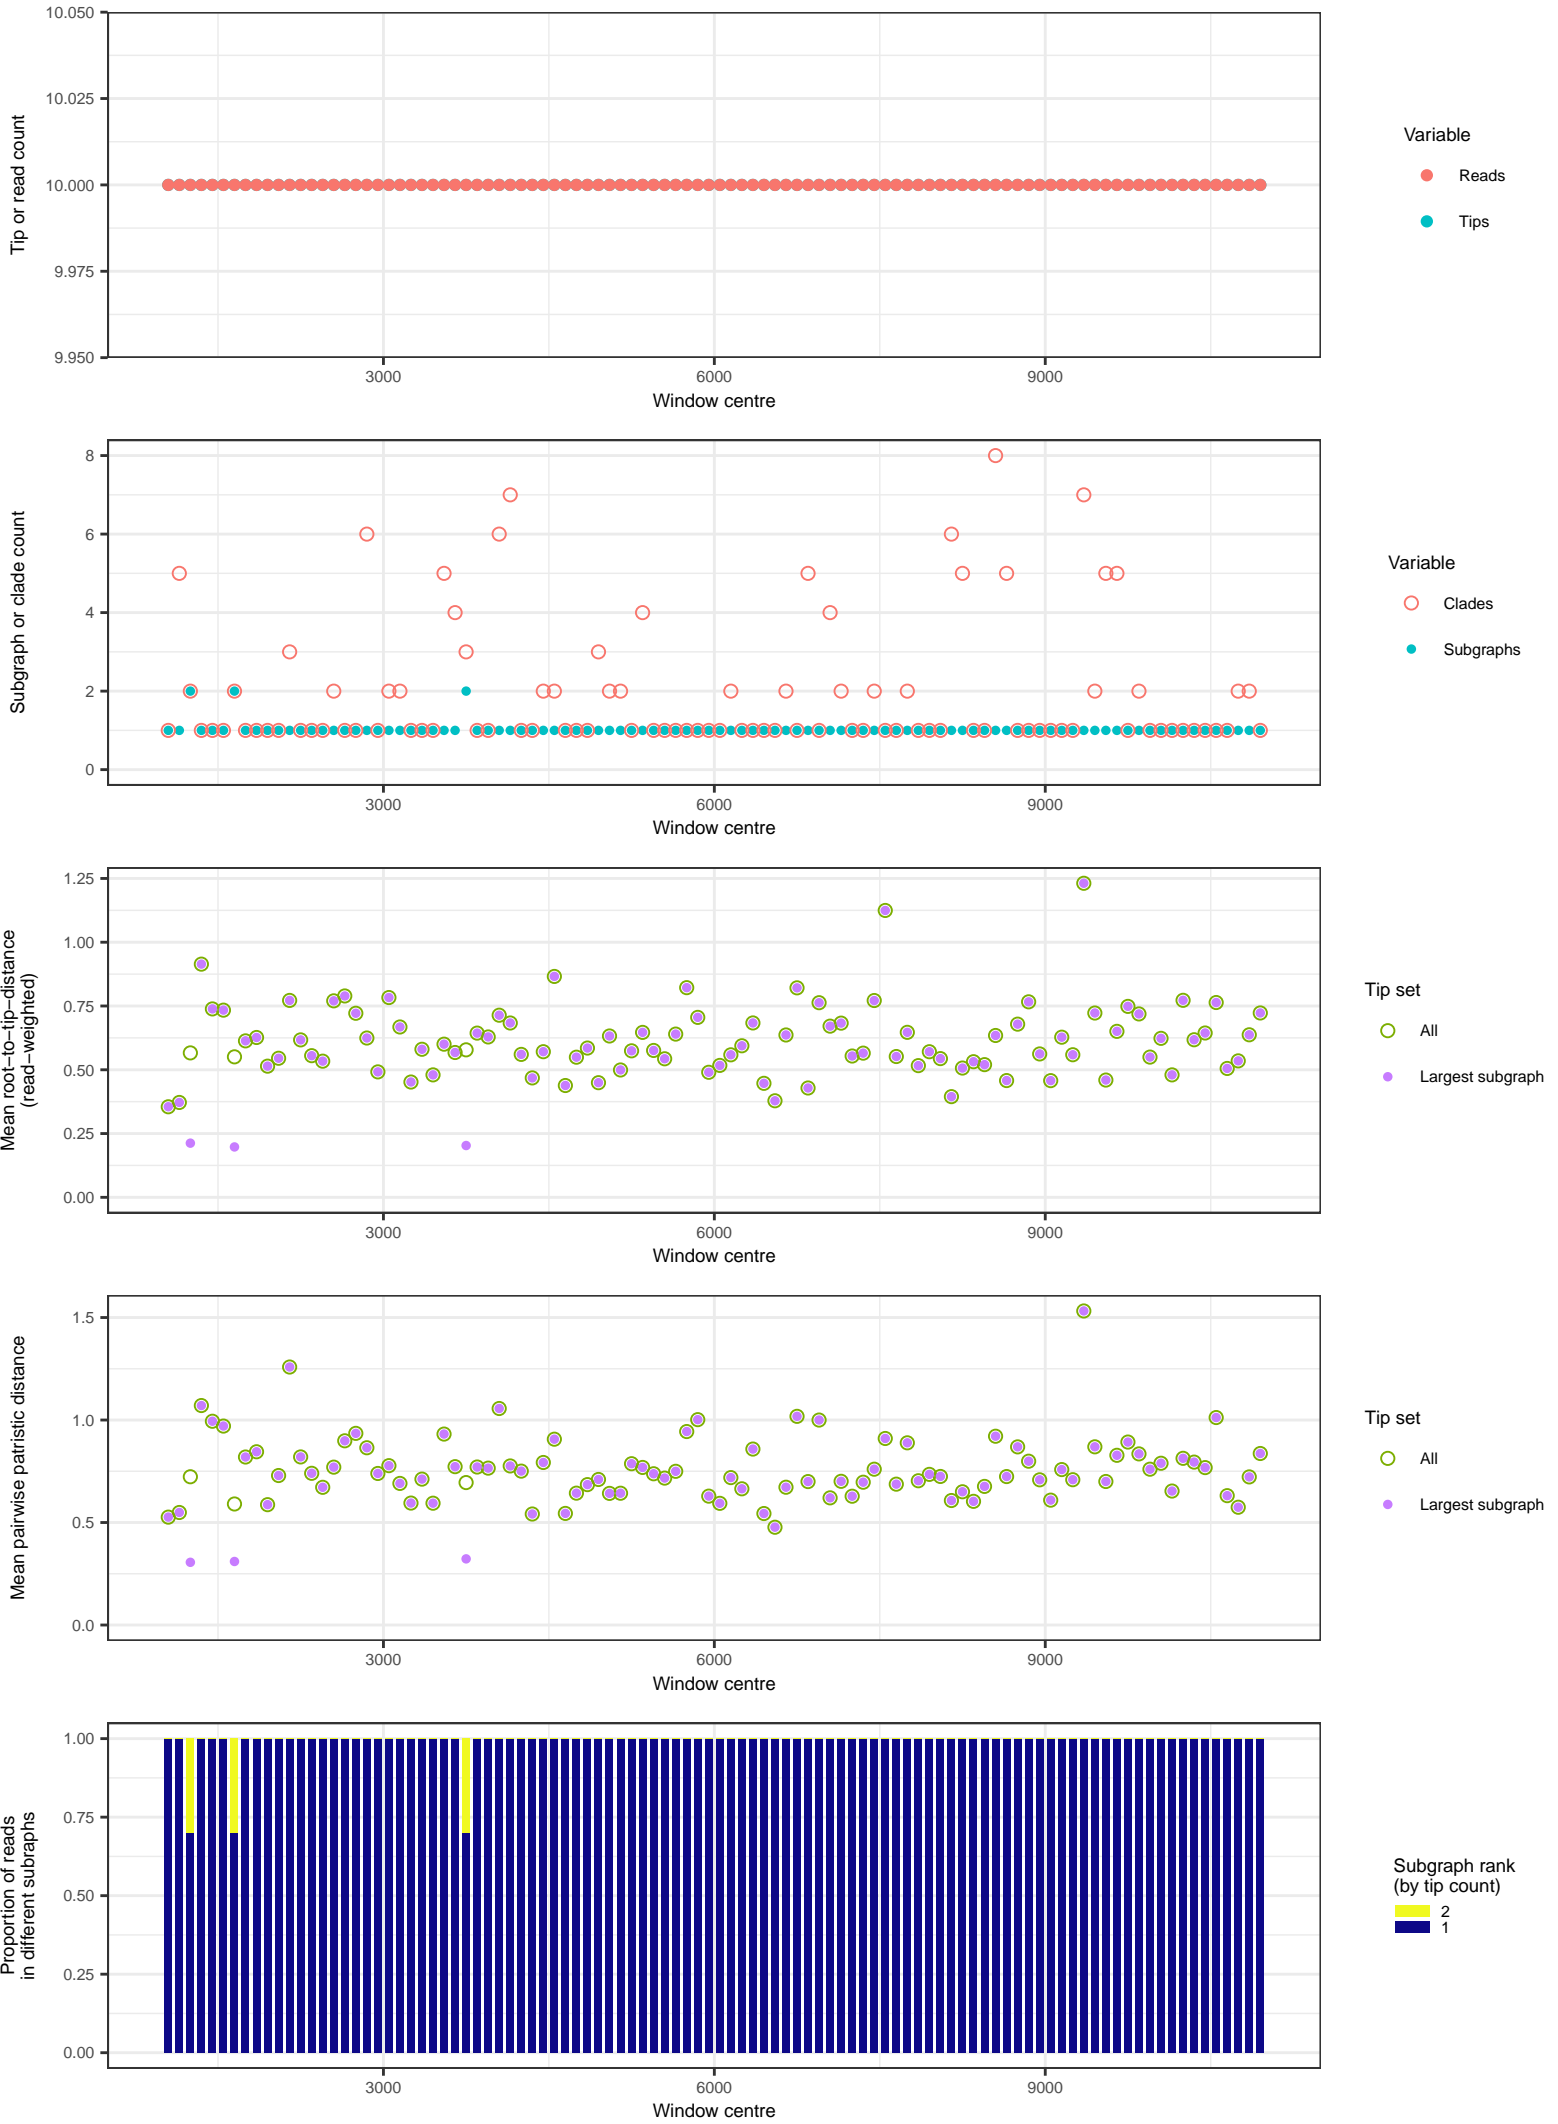 10.050
10.025
10.000
9.975
9.950
Tip or read count
3000
6000
9000
Window centre
Variable
Reads
Tips
8
6
4
2
0
Subgraph or clade count
3000
6000
9000
Window centre
Variable
Clades
Subgraphs
1.25
1.00
0.75
0.50
0.25
0.00
Mean root−to−tip−distance
(read−weighted)
3000
6000
9000
Window centre
Tip set
All
Largest subgraph
1.5
1.0
0.5
0.0
Mean pairwise patristic distance
3000
6000
9000
Window centre
Tip set
All
Largest subgraph
1.00
0.75
0.50
0.25
0.00
Proportion of reads
in different subraphs
3000
6000
9000
Window centre
Subgraph rank
(by tip count)
2
1